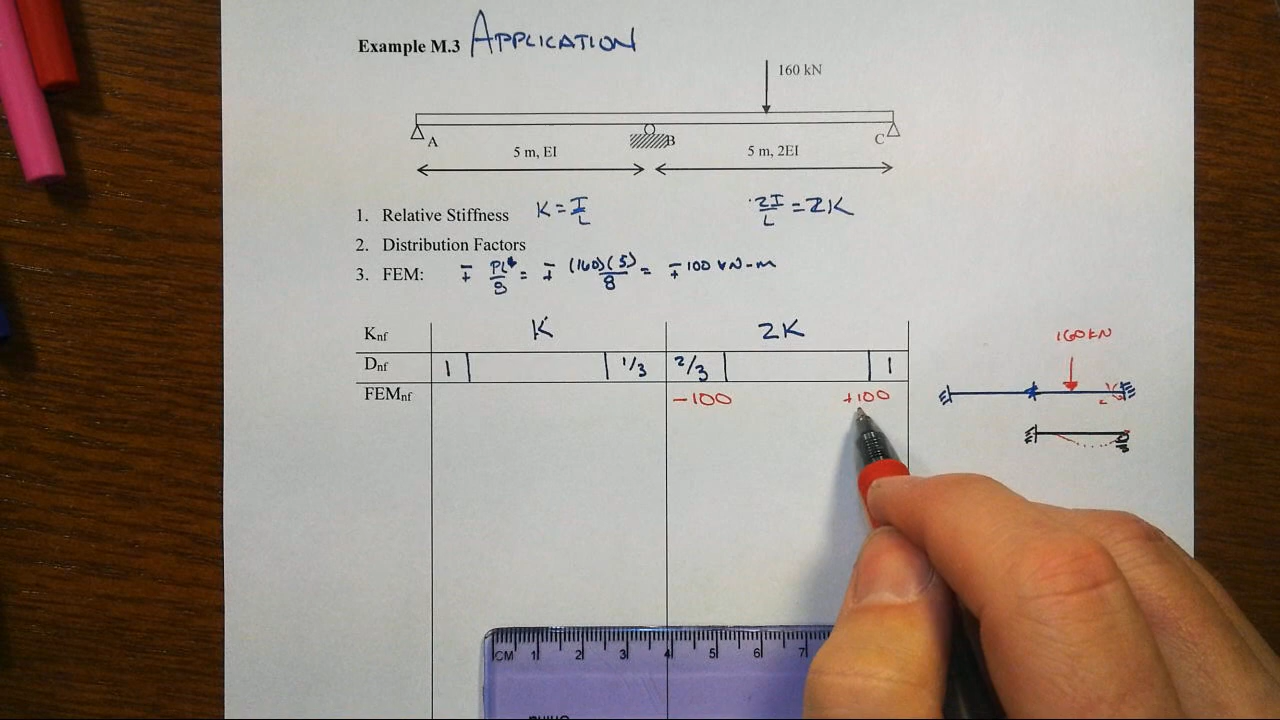 Example M.3 APPLICATION
160 kN
A B C
5 m, EI 5 m, 2EI
1. Relative Stiffness K = I/L 2I/L = 2K
2. Distribution Factors
3. FEM: ∓ PL/8 = ∓ (160)(5)/8 = ∓100 kN-m
Knf K 2K
160KN
Dnf 1 1/3 2/3 1
FEMnf -100 +100
CM 1 2 3 4 5 6 7